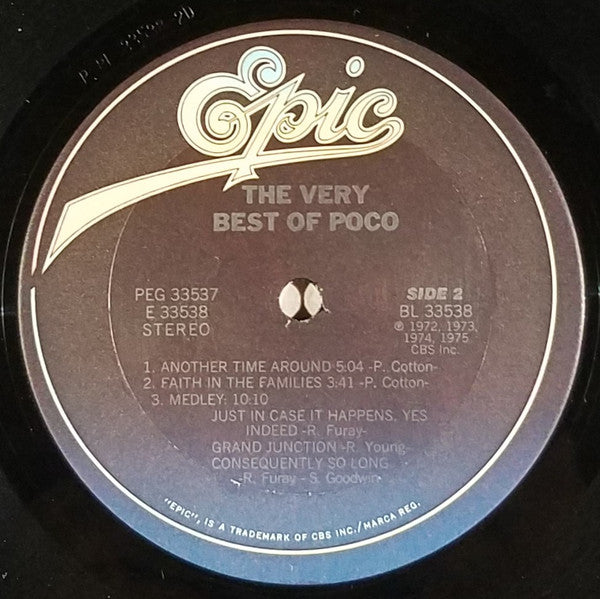 Epic
THE VERY
BEST OF POCO
PEG 33537
E 33538
STEREO
SIDE 2
BL 33538
℗ 1972, 1973,
1974, 1975
CBS Inc.
1. ANOTHER TIME AROUND 5:04 -P. Cotton-
2. FAITH IN THE FAMILIES 3:41 -P. Cotton-
3. MEDLEY: 10:10
JUST IN CASE IT HAPPENS, YES
INDEED -R. Furay-
GRAND JUNCTION -R. Young-
CONSEQUENTLY SO LONG
-R. Furay - S. Goodwin-
"EPIC", IS A TRADEMARK OF CBS INC./MARCA REG.